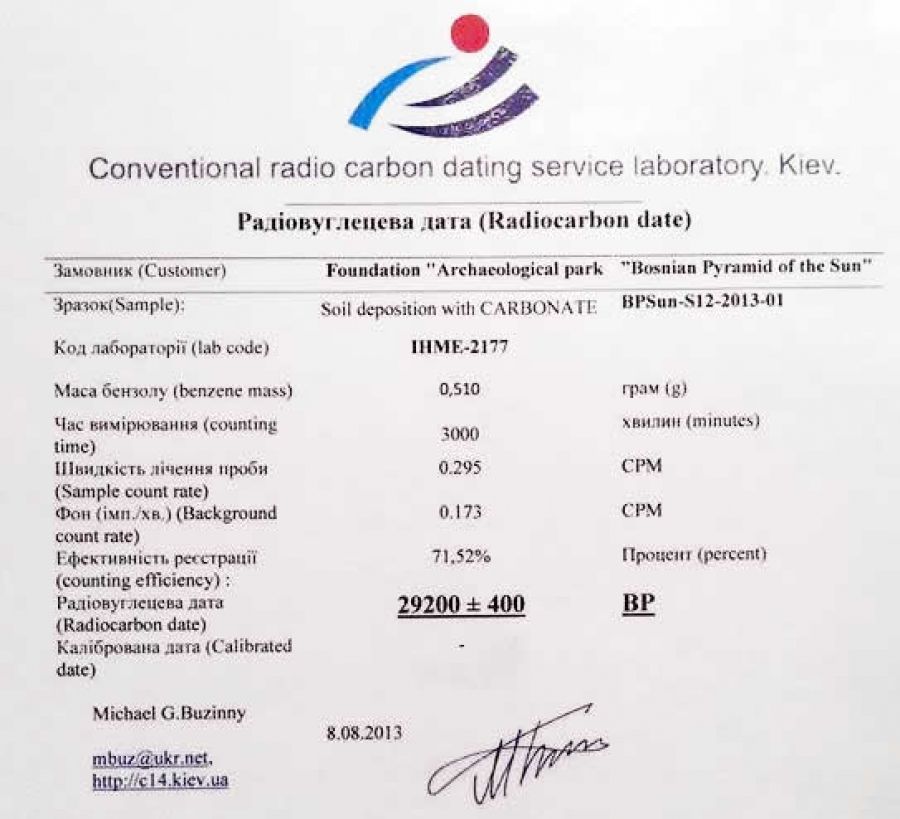 Conventional radio carbon dating service laboratory. Kiev.
Радіовуглецева дата (Radiocarbon date)
Замовник (Customer) Foundation "Archaeological park "Bosnian Pyramid of the Sun"
Зразок(Sample): Soil deposition with CARBONATE BPSun-S12-2013-01
Код лабораторії (lab code) IHME-2177
Маса бензолу (benzene mass) 0,510 грам (g)
Час вимірювання (counting time) 3000 хвилин (minutes)
Швидкість лічення проби (Sample count rate) 0.295 CPM
Фон (імп./хв.) (Background count rate) 0.173 CPM
Ефективність реєстрації (counting efficiency) : 71,52% Процент (percent)
Радіовуглецева дата (Radiocarbon date) 29200 ± 400 BP
Калібрована дата (Calibrated date) -
Michael G.Buzinny
8.08.2013
mbuz@ukr.net,
http://c14.kiev.ua